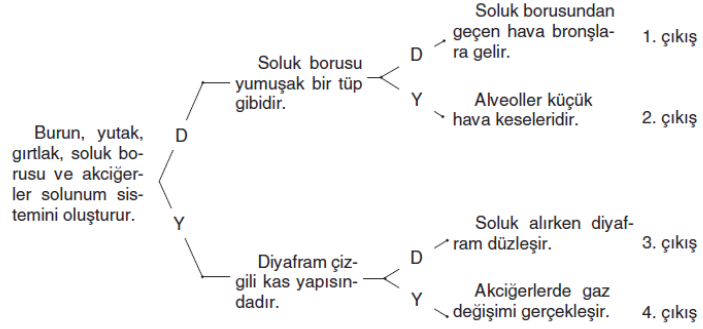 Burun, yutak,
gırtlak, soluk bo-
rusu ve akciğer-
ler solunum sis-
temini oluşturur.
D
Y
Soluk borusu
yumuşak bir tüp
gibidir.
D
Y
Soluk borusundan
geçen hava bronşla-
ra gelir.
1. çıkış
Alveoller küçük
hava keseleridir.
2. çıkış
Diyafram çiz-
gili kas yapısın-
dadır.
D
Y
Soluk alırken diyaf-
ram düzleşir.
3. çıkış
Akciğerlerde gaz
değişimi gerçekleşir.
4. çıkış